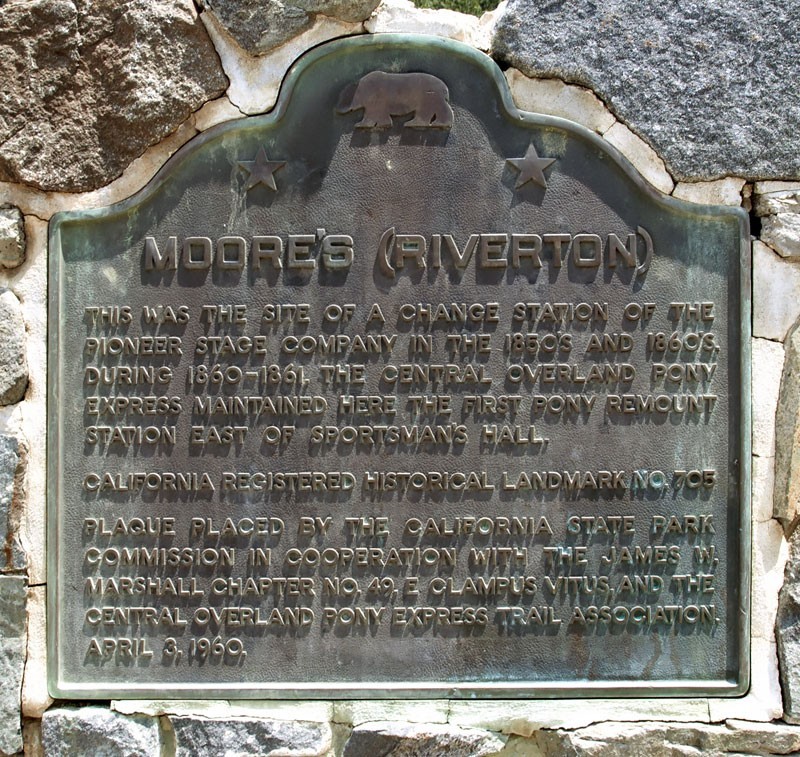 MOORE'S (RIVERTON)
THIS WAS THE SITE OF A CHANGE STATION OF THE
PIONEER STAGE COMPANY IN THE 1850'S AND 1860'S.
DURING 1860-1861, THE CENTRAL OVERLAND PONY
EXPRESS MAINTAINED HERE THE FIRST PONY REMOUNT
STATION EAST OF SPORTSMAN'S HALL.
CALIFORNIA REGISTERED HISTORICAL LANDMARK NO. 705
PLAQUE PLACED BY THE CALIFORNIA STATE PARK
COMMISSION IN COOPERATION WITH THE JAMES W.
MARSHALL CHAPTER NO. 49, E CLAMPUS VITUS, AND THE
CENTRAL OVERLAND PONY EXPRESS TRAIL ASSOCIATION,
APRIL 3, 1960.